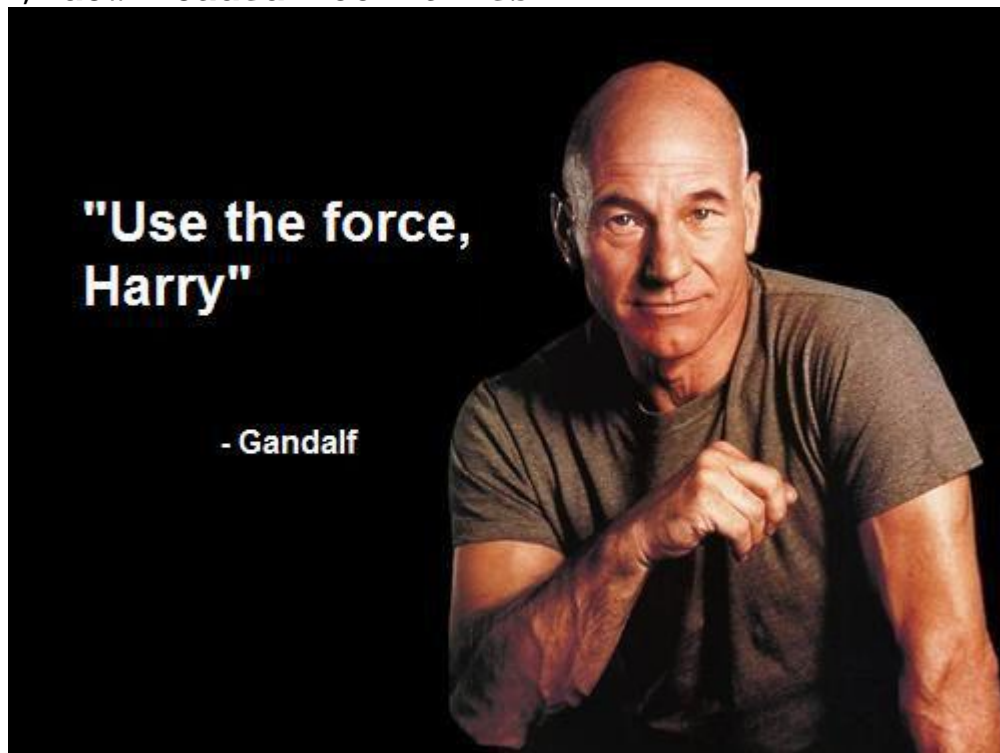 "Use the force,
Harry"
- Gandalf